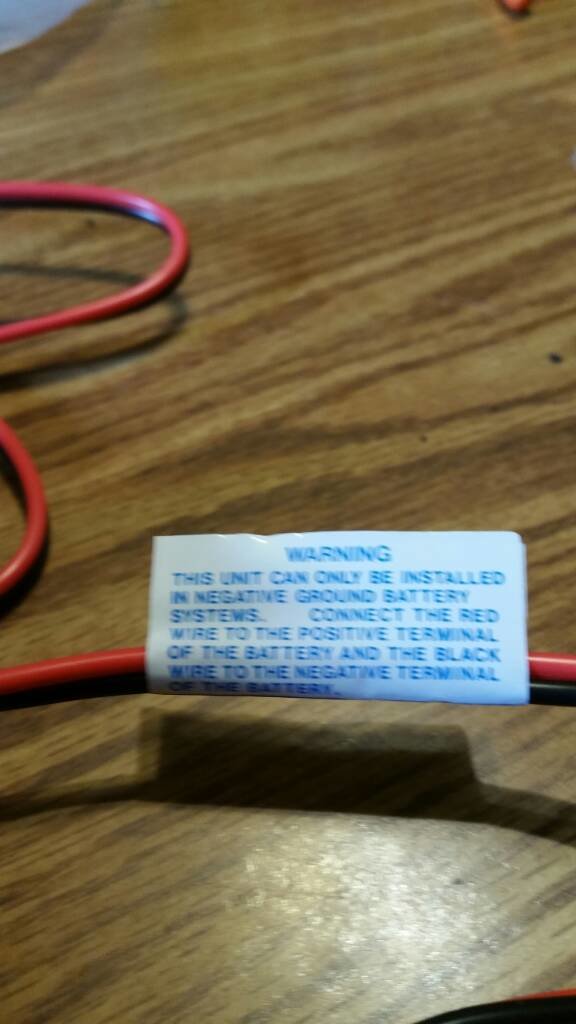 WARNING
THIS UNIT CAN ONLY BE INSTALLED
IN NEGATIVE GROUND BATTERY
SYSTEMS. CONNECT THE RED
WIRE TO THE POSITIVE TERMINAL
OF THE BATTERY AND THE BLACK
WIRE TO THE NEGATIVE TERMINAL
OF THE BATTERY.